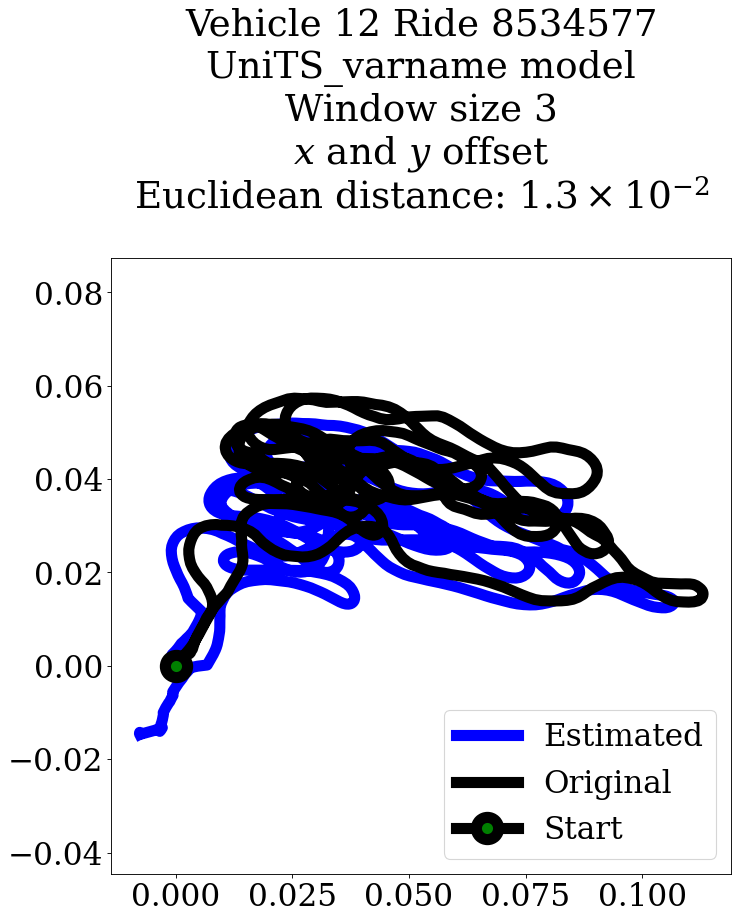 Vehicle 12 Ride 8534577
UniTS_varname model
Window size 3
x and y offset
Euclidean distance: 1.3 × 10⁻²
0.08
0.06
0.04
0.02
0.00
−0.02
−0.04
0.000 0.025 0.050 0.075 0.100
Estimated
Original
Start